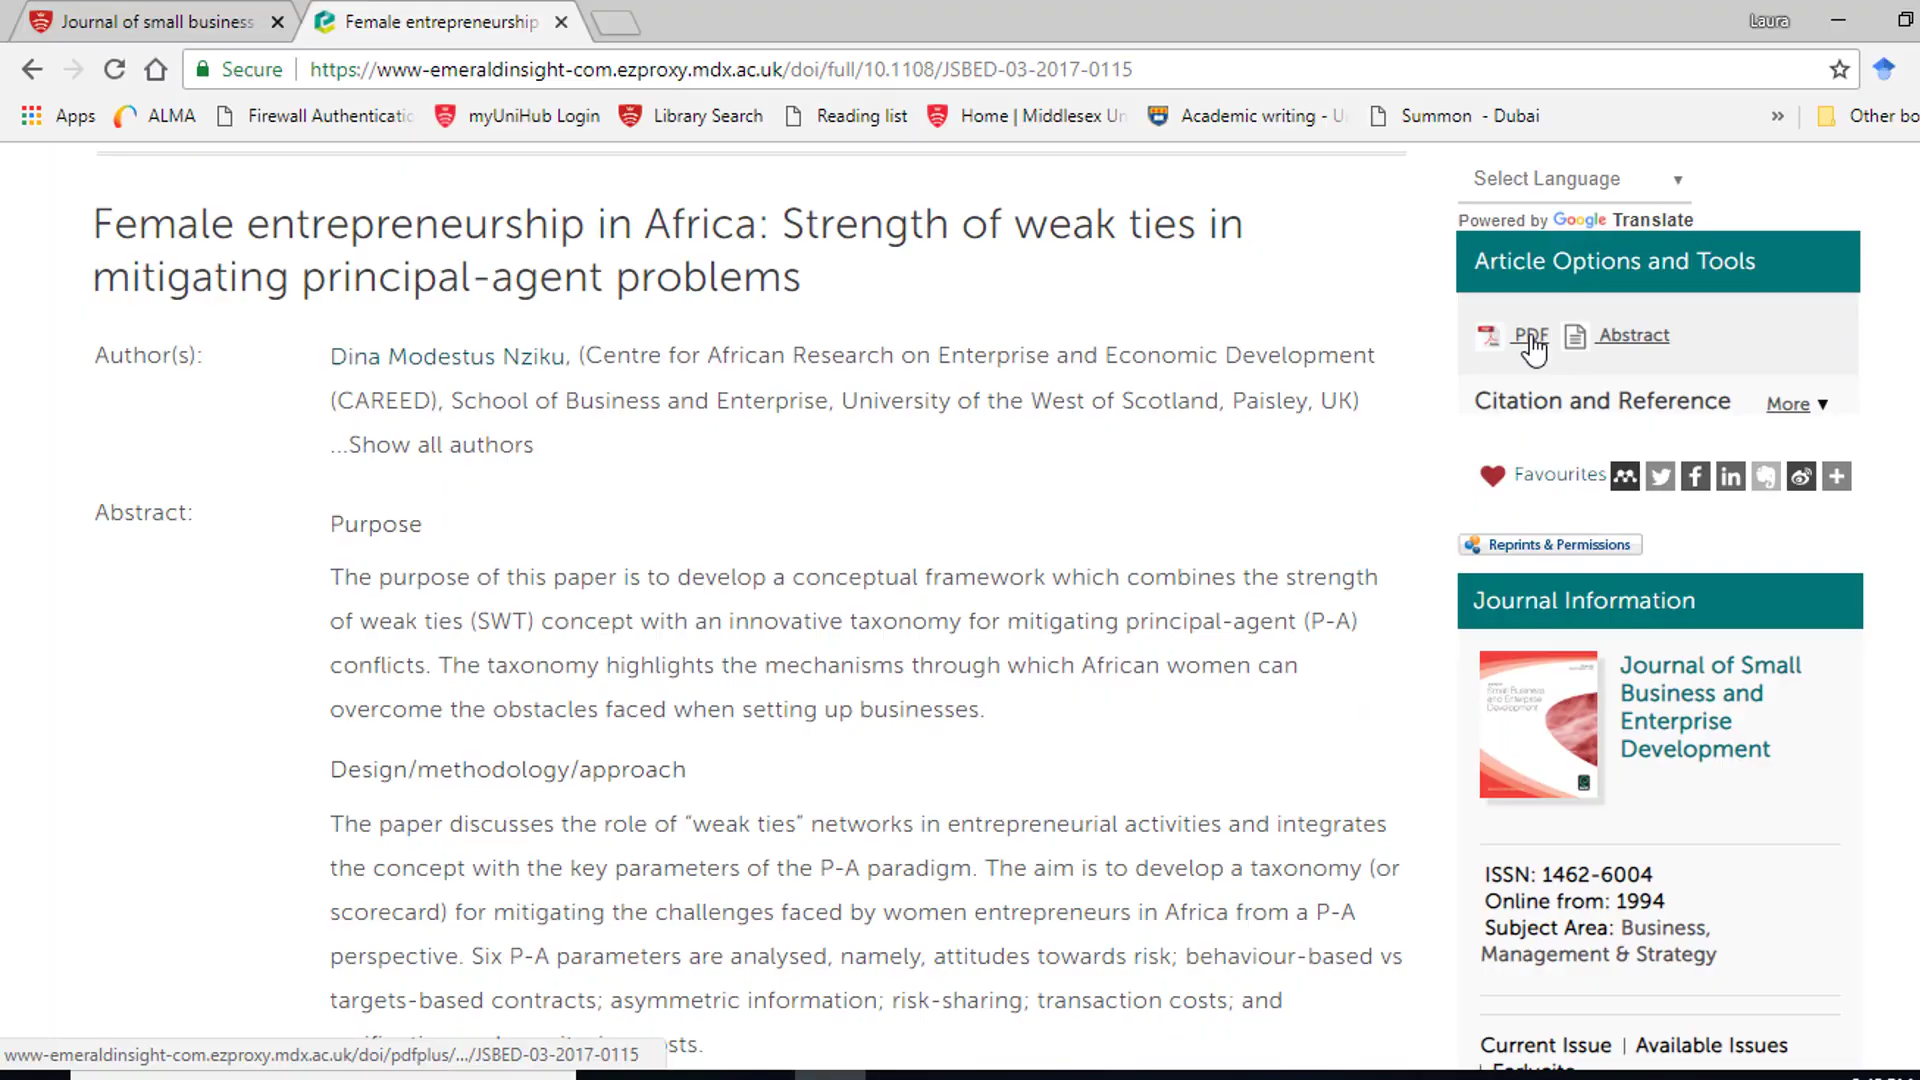 Journal of small business
Female entrepreneurship
Laura
Secure
https://www-emeraldinsight-com.ezproxy.mdx.ac.uk/doi/full/10.1108/JSBED-03-2017-0115
Apps
ALMA
Firewall Authenticatic
myUniHub Login
Library Search
Reading list
Home | Middlesex Un
Academic writing - U
Summon - Dubai
»
Other bo
Select Language
Powered by Google Translate
Female entrepreneurship in Africa: Strength of weak ties in
mitigating principal-agent problems
Article Options and Tools
PDF
Abstract
Citation and Reference
More
Author(s):
Dina Modestus Nziku, (Centre for African Research on Enterprise and Economic Development
(CAREED), School of Business and Enterprise, University of the West of Scotland, Paisley, UK)
...Show all authors
Favourites
Reprints & Permissions
Abstract:
Purpose
The purpose of this paper is to develop a conceptual framework which combines the strength
of weak ties (SWT) concept with an innovative taxonomy for mitigating principal-agent (P-A)
conflicts. The taxonomy highlights the mechanisms through which African women can
overcome the obstacles faced when setting up businesses.
Design/methodology/approach
The paper discusses the role of “weak ties” networks in entrepreneurial activities and integrates
the concept with the key parameters of the P-A paradigm. The aim is to develop a taxonomy (or
scorecard) for mitigating the challenges faced by women entrepreneurs in Africa from a P-A
perspective. Six P-A parameters are analysed, namely, attitudes towards risk; behaviour-based vs
targets-based contracts; asymmetric information; risk-sharing; transaction costs; and
Journal Information
Small Business
and Enterprise
Development
Journal of Small
Business and
Enterprise
Development
ISSN: 1462-6004
Online from: 1994
Subject Area: Business,
Management & Strategy
Current Issue | Available Issues
www-emeraldinsight-com.ezproxy.mdx.ac.uk/doi/pdfplus/.../JSBED-03-2017-0115